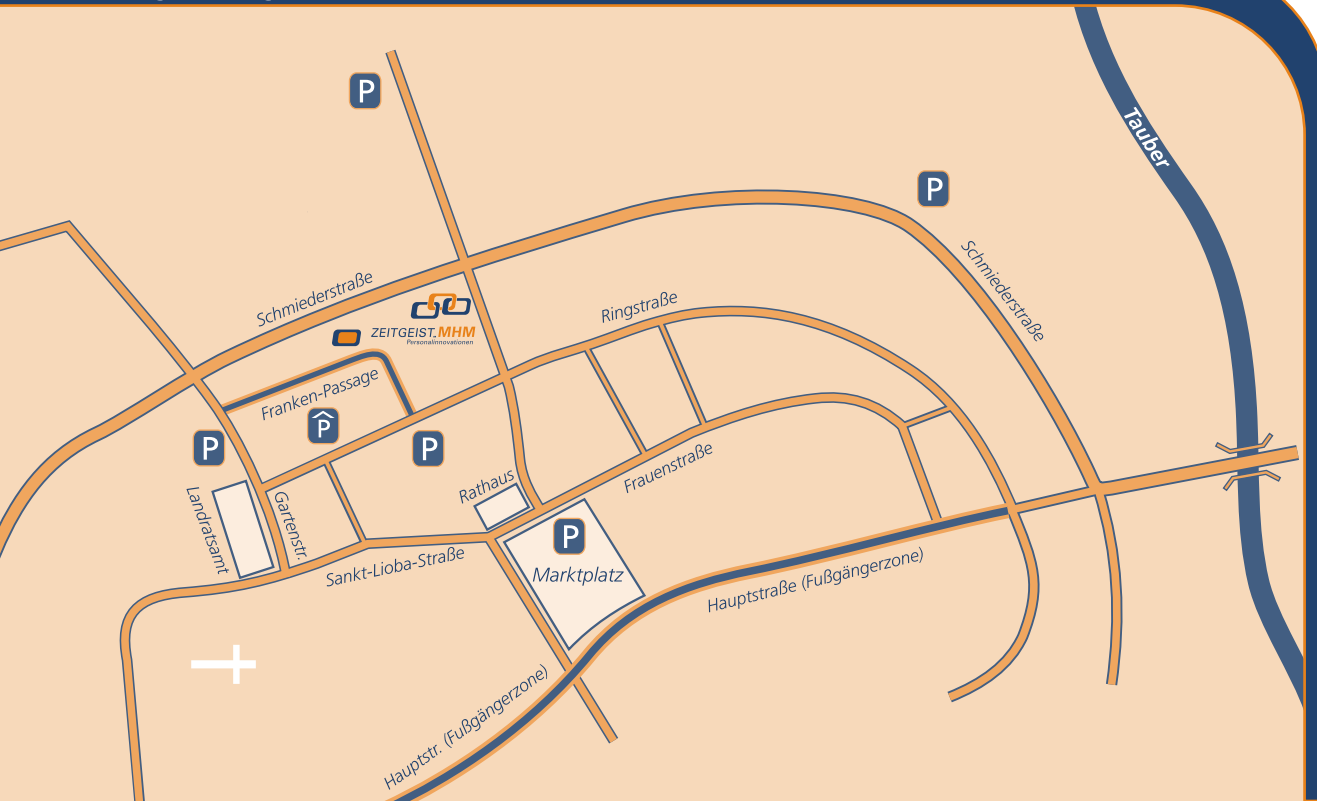 P
Tauber
P
Schmiederstraße
Schmiederstraße
Ringstraße
ZEITGEIST MHM
Personalinnovationen
Franken-Passage
P
P
P
Rathaus
Frauenstraße
Landratsamt
Gartenstr.
P
Marktplatz
Sankt-Lioba-Straße
Hauptstraße (Fußgängerzone)
Hauptstr. (Fußgängerzone)